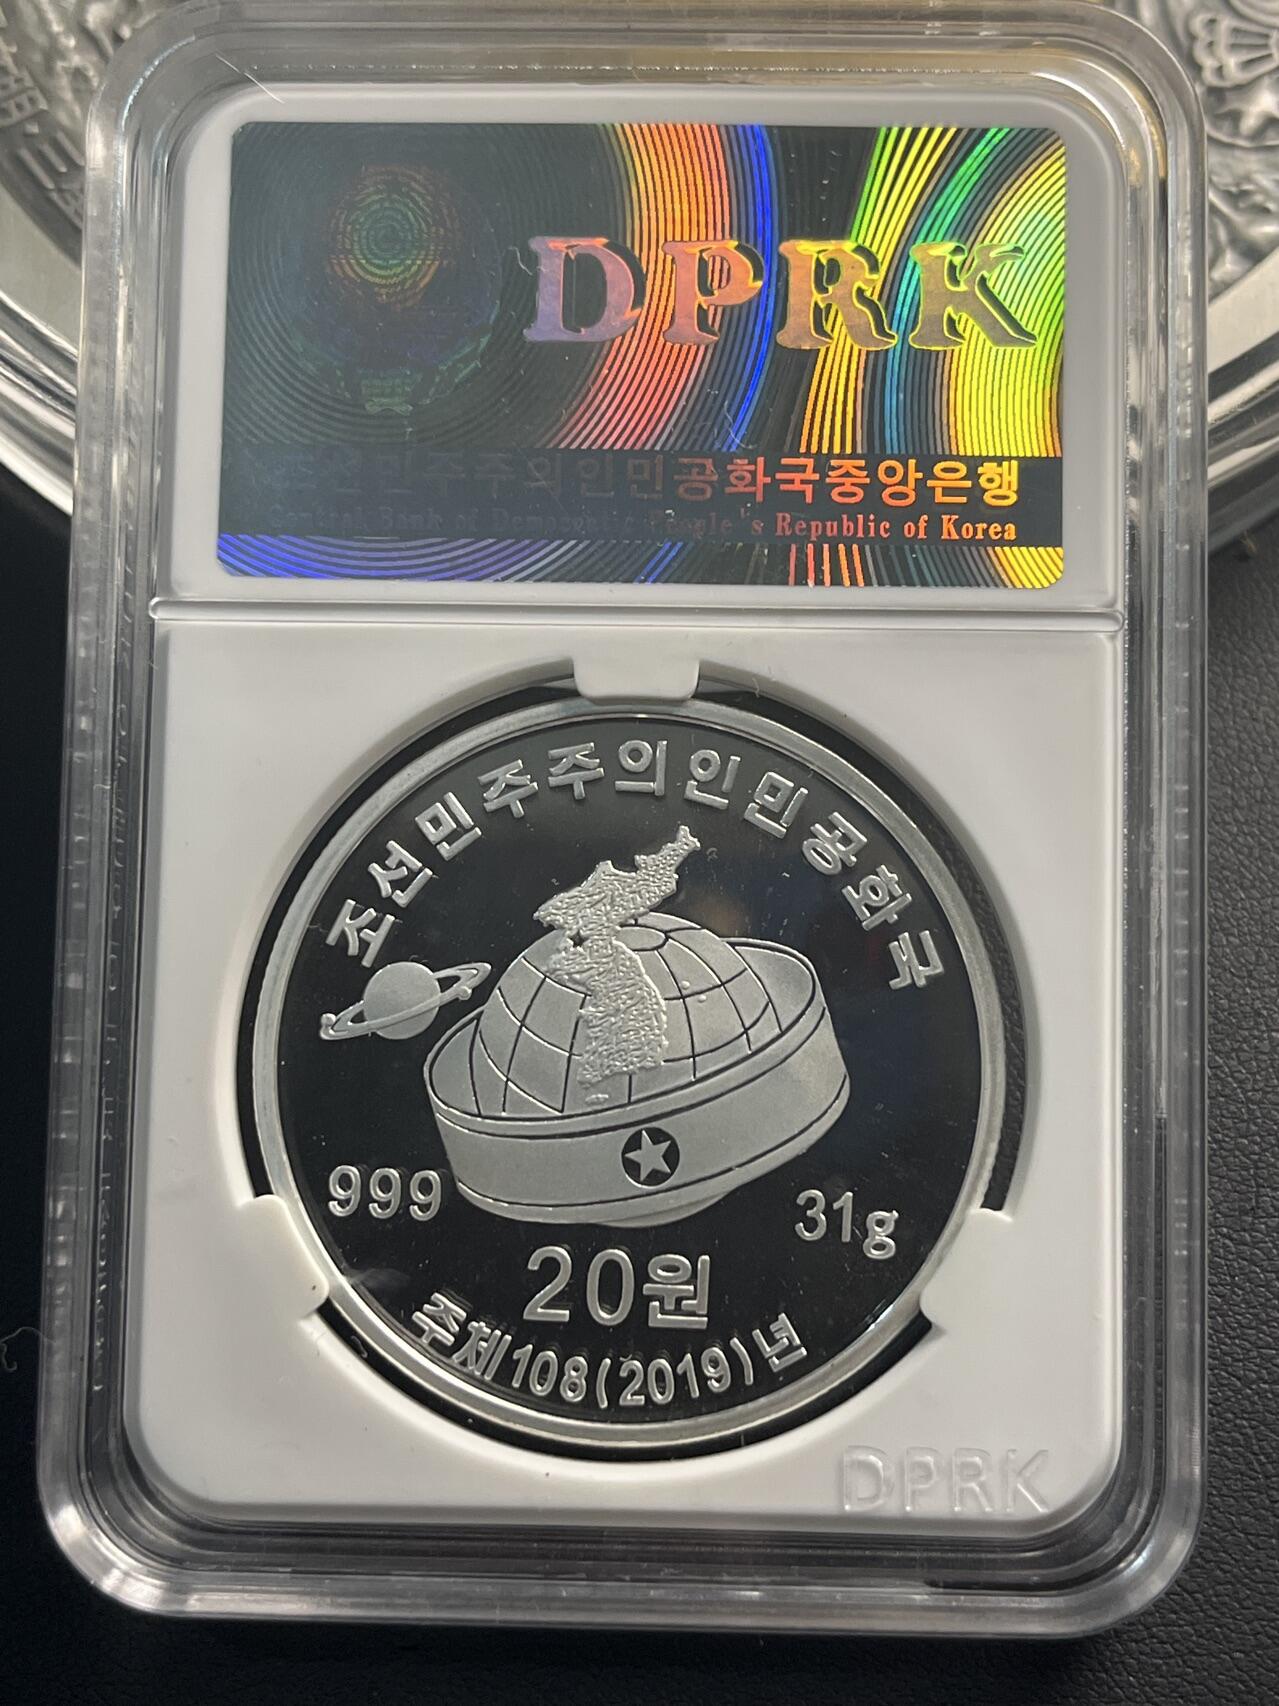 DPRK
민주주의인민공화국중앙은행
Central Bank of Democratic People's Republic of Korea
조선민주주의인민공화국
999
31g
20원
주체108(2019)년
DPRK